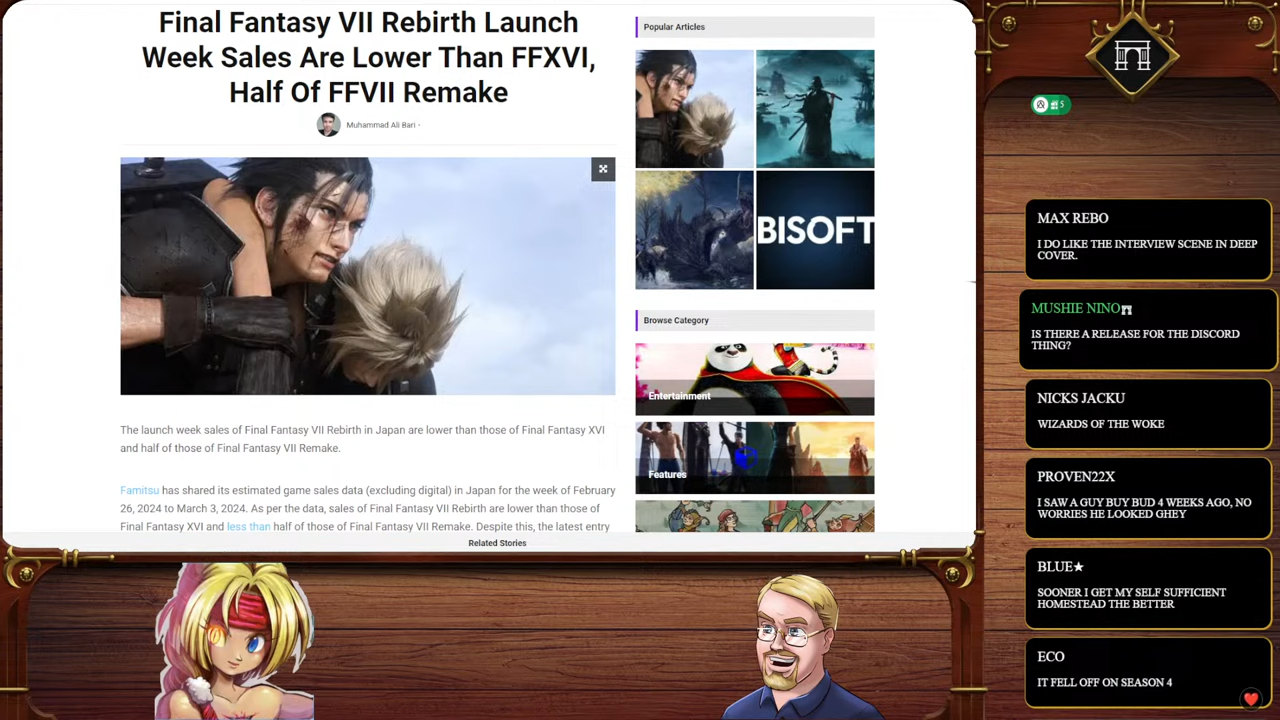 Final Fantasy VII Rebirth Launch
Week Sales Are Lower Than FFXVI,
Half Of FFVII Remake
Muhammad Ali Bari -
The launch week sales of Final Fantasy VII Rebirth in Japan are lower than those of Final Fantasy XVI
and half of those of Final Fantasy VII Remake.
Famitsu has shared its estimated game sales data (excluding digital) in Japan for the week of February
26, 2024 to March 3, 2024. As per the data, sales of Final Fantasy VII Rebirth are lower than those of
Final Fantasy XVI and less than half of those of Final Fantasy VII Remake. Despite this, the latest entry
Related Stories
Popular Articles
BISOFT
Browse Category
Entertainment
Features
5
MAX REBO
I DO LIKE THE INTERVIEW SCENE IN DEEP
COVER.
MUSHIE NINO
IS THERE A RELEASE FOR THE DISCORD
THING?
NICKS JACKU
WIZARDS OF THE WOKE
PROVEN22X
I SAW A GUY BUY BUD 4 WEEKS AGO, NO
WORRIES HE LOOKED GHEY
BLUE★
SOONER I GET MY SELF SUFFICIENT
HOMESTEAD THE BETTER
ECO
IT FELL OFF ON SEASON 4